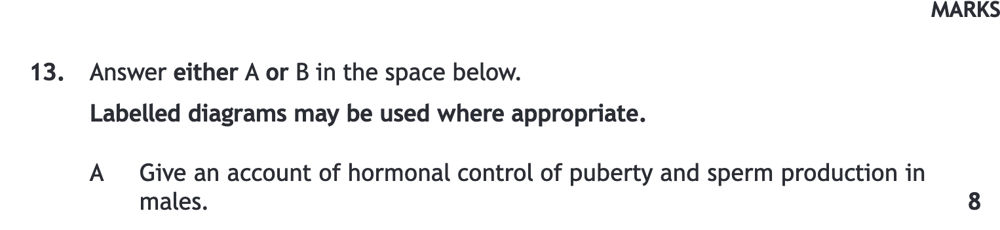 MARKS
13. Answer either A or B in the space below.
Labelled diagrams may be used where appropriate.
A Give an account of hormonal control of puberty and sperm production in
males. 8